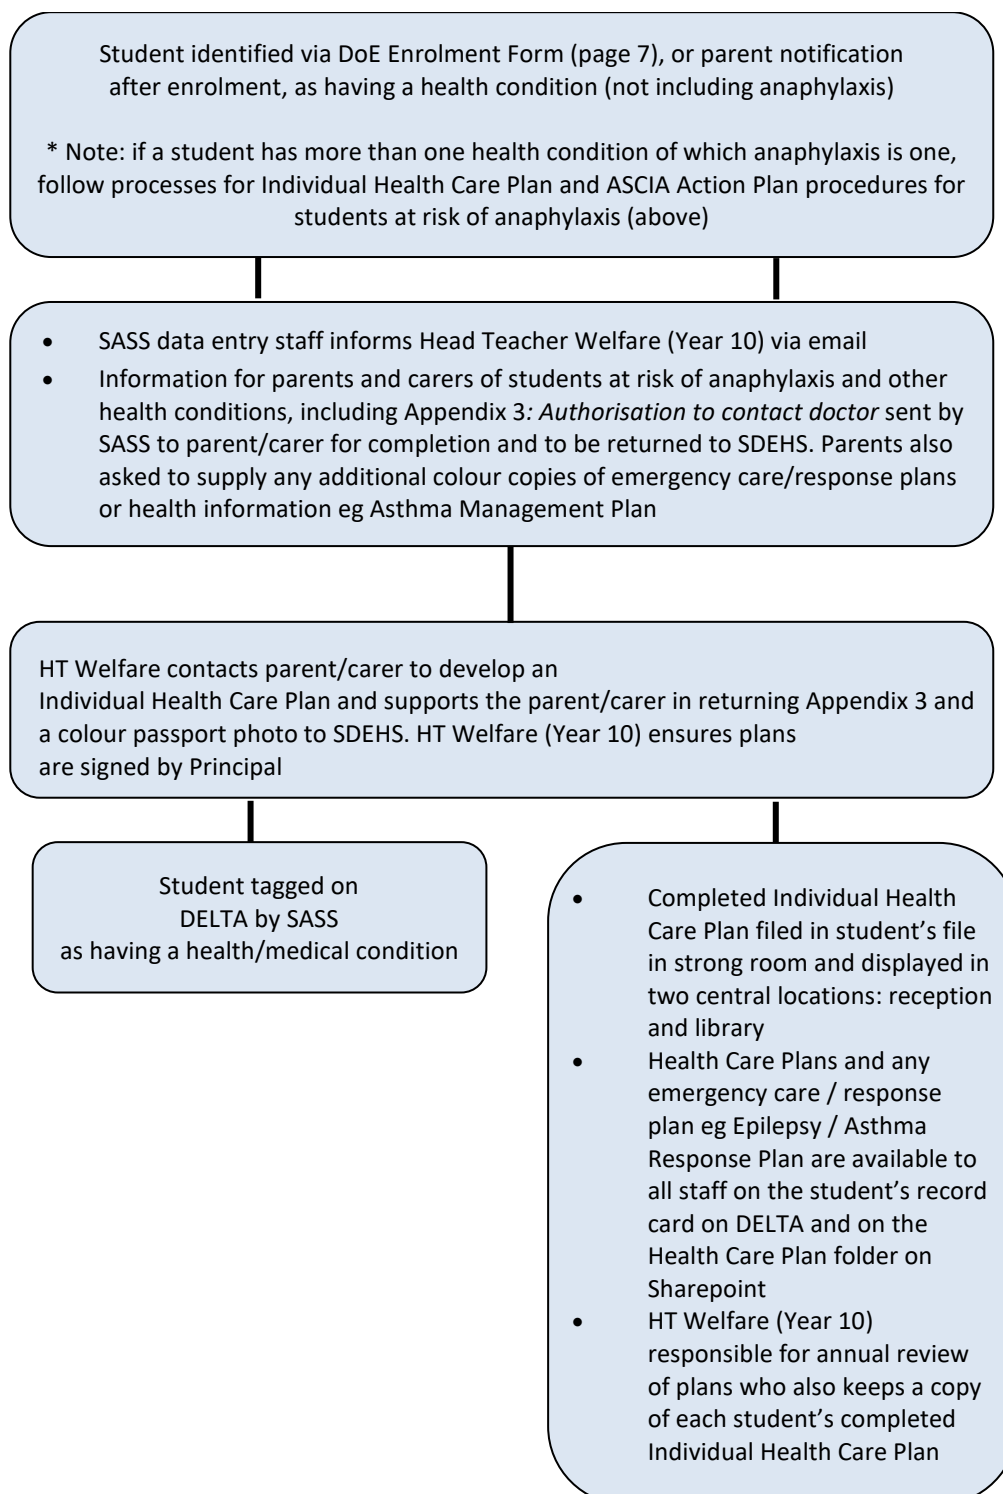 Student identified via DoE Enrolment Form (page 7), or parent notification
after enrolment, as having a health condition (not including anaphylaxis)
* Note: if a student has more than one health condition of which anaphylaxis is one,
follow processes for Individual Health Care Plan and ASCIA Action Plan procedures for
students at risk of anaphylaxis (above)
• SASS data entry staff informs Head Teacher Welfare (Year 10) via email
• Information for parents and carers of students at risk of anaphylaxis and other
health conditions, including Appendix 3: Authorisation to contact doctor sent by
SASS to parent/carer for completion and to be returned to SDEHS. Parents also
asked to supply any additional colour copies of emergency care/response plans
or health information eg Asthma Management Plan
HT Welfare contacts parent/carer to develop an
Individual Health Care Plan and supports the parent/carer in returning Appendix 3 and
a colour passport photo to SDEHS. HT Welfare (Year 10) ensures plans
are signed by Principal
Student tagged on
DELTA by SASS
as having a health/medical condition
• Completed Individual Health
Care Plan filed in student’s file
in strong room and displayed in
two central locations: reception
and library
• Health Care Plans and any
emergency care / response
plan eg Epilepsy / Asthma
Response Plan are available to
all staff on the student’s record
card on DELTA and on the
Health Care Plan folder on
Sharepoint
• HT Welfare (Year 10)
responsible for annual review
of plans who also keeps a copy
of each student’s completed
Individual Health Care Plan